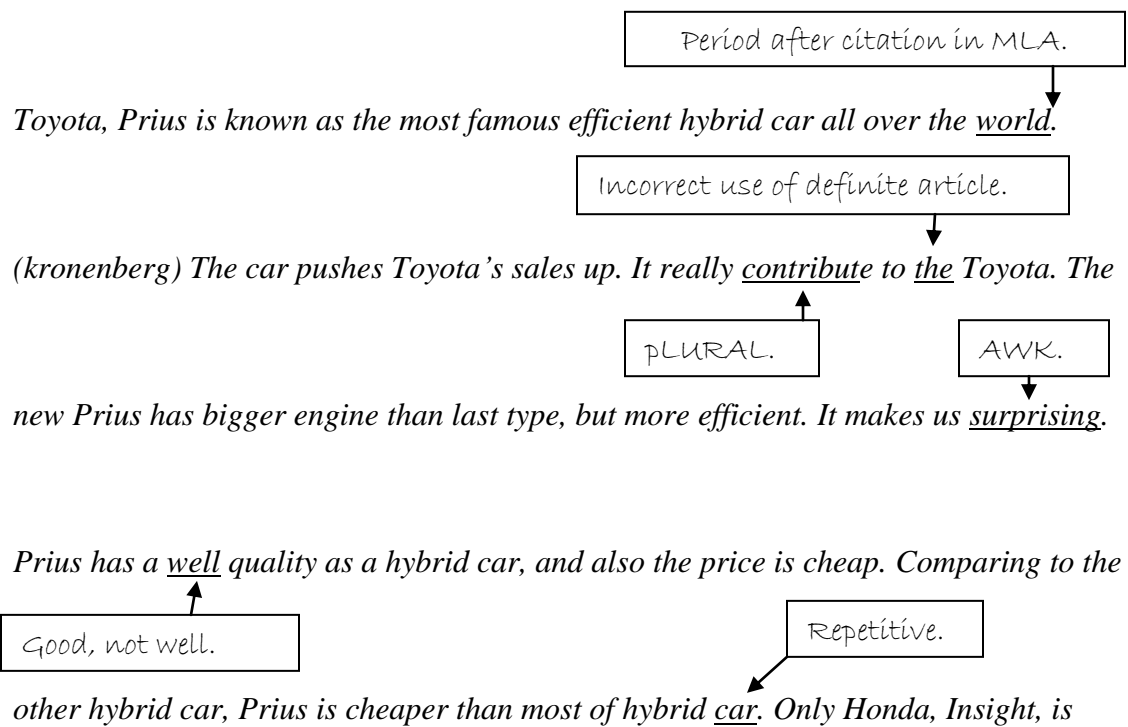 Period after citation in MLA.
Toyota, Prius is known as the most famous efficient hybrid car all over the world.
Incorrect use of definite article.
(kronenberg) The car pushes Toyota's sales up. It really contribute to the Toyota. The
pLURAL.
AWK.
new Prius has bigger engine than last type, but more efficient. It makes us surprising.
Prius has a well quality as a hybrid car, and also the price is cheap. Comparing to the
Good, not well.
Repetitive.
other hybrid car, Prius is cheaper than most of hybrid car. Only Honda, Insight, is